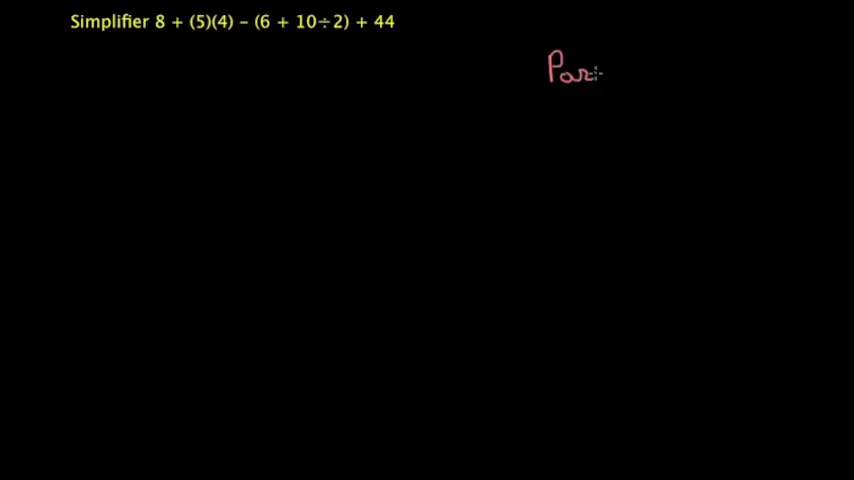 Simplifier 8 + (5)(4) – (6 + 10÷2) + 44
Par